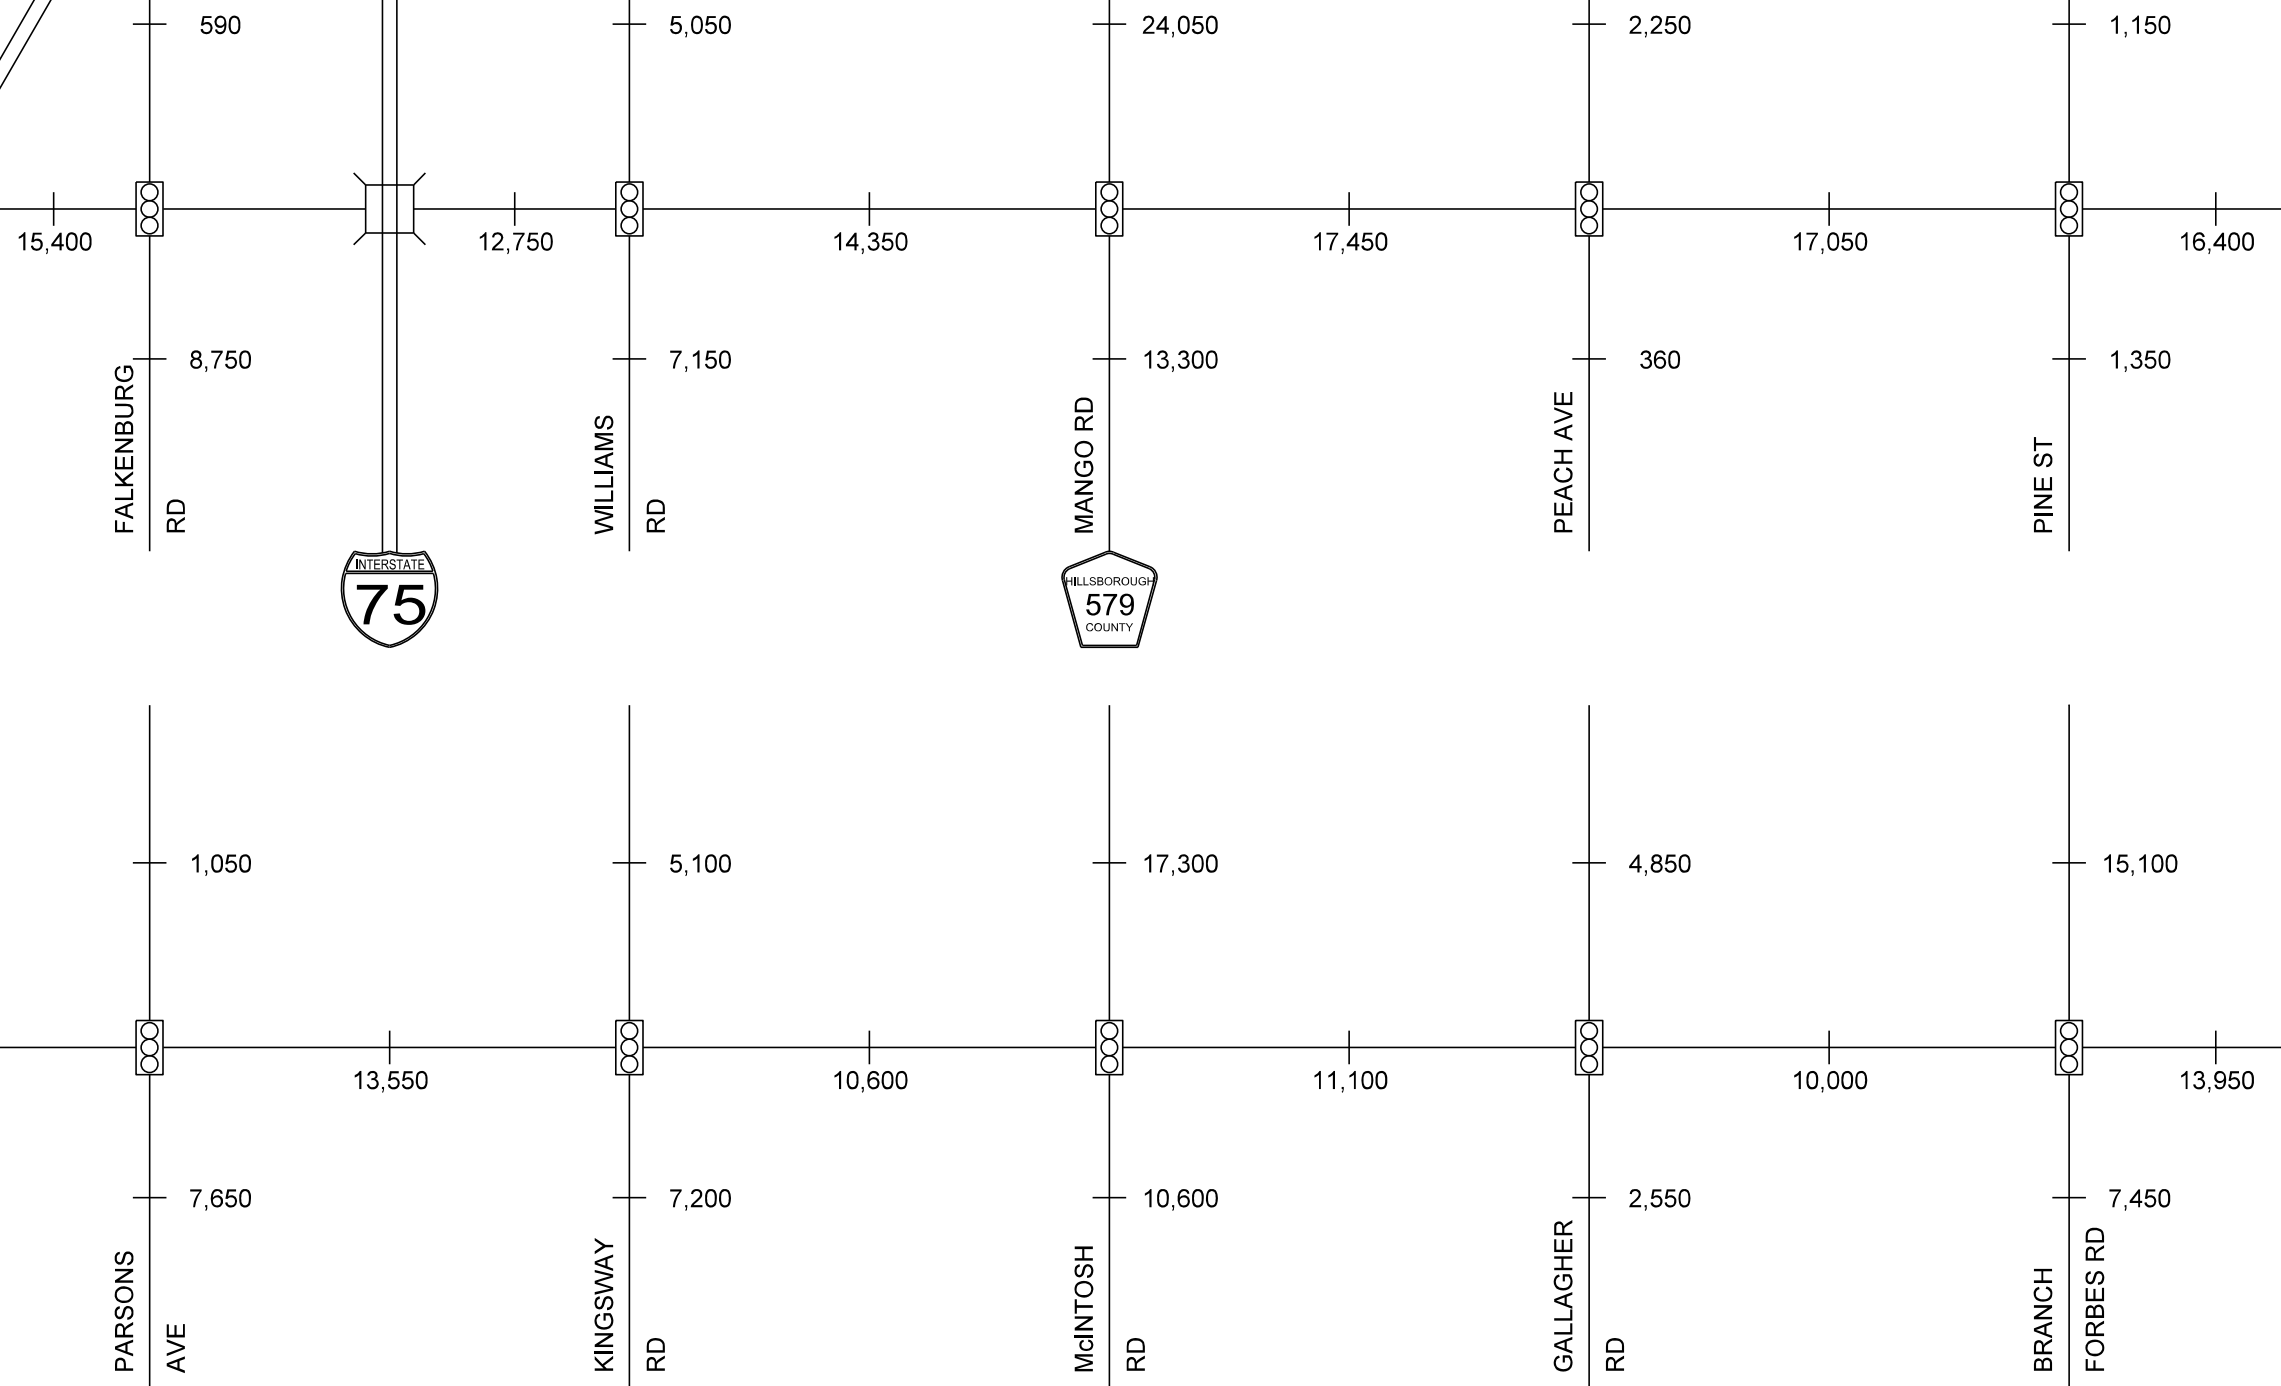 590
5,050
24,050
2,250
1,150
15,400
12,750
14,350
17,450
17,050
16,400
8,750
7,150
13,300
360
1,350
FALKENBURG
RD
WILLIAMS
RD
MANGO RD
PEACH AVE
PINE ST
INTERSTATE
75
HILLSBOROUGH
579
COUNTY
1,050
5,100
17,300
4,850
15,100
13,550
10,600
11,100
10,000
13,950
7,650
7,200
10,600
2,550
7,450
PARSONS
AVE
KINGSWAY
RD
McINTOSH
RD
GALLAGHER
RD
BRANCH
FORBES RD